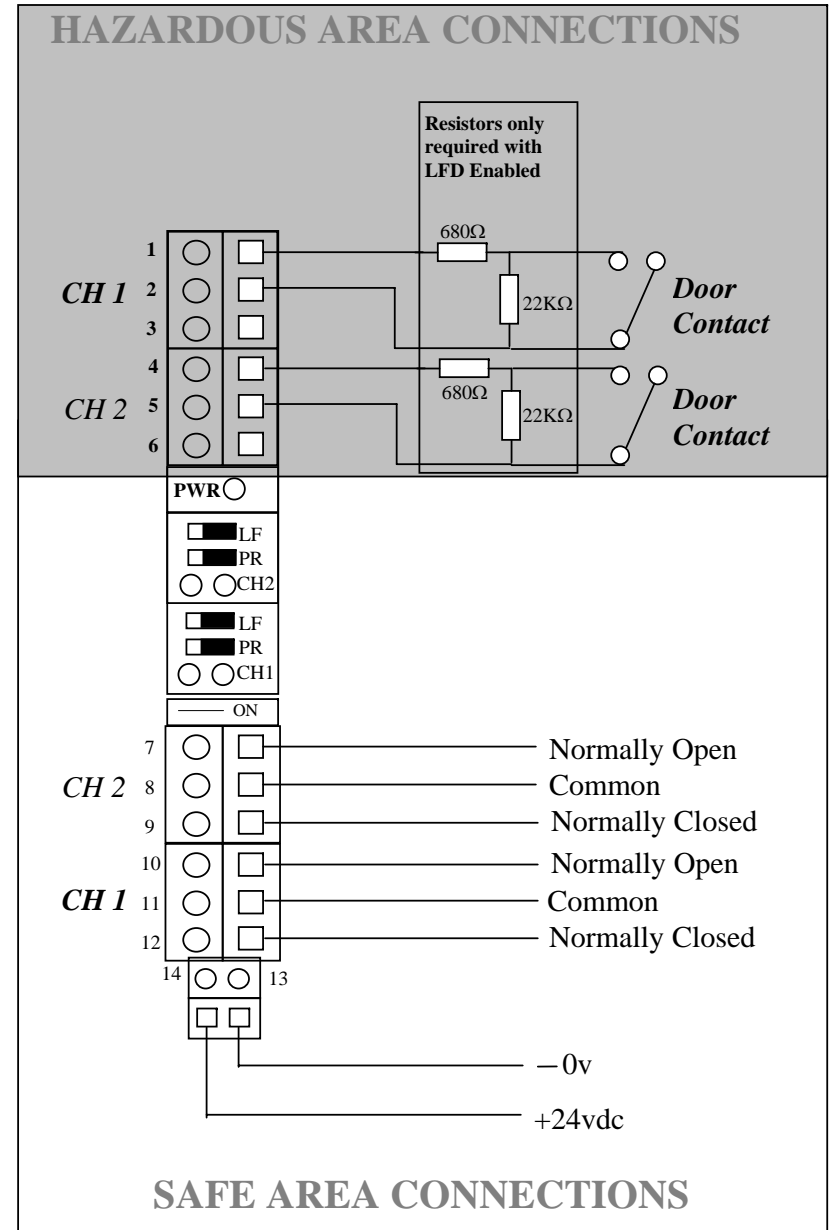 HAZARDOUS AREA CONNECTIONS
Resistors only
required with
LFD Enabled
680Ω
1
CH 1 2
22KΩ
Door
Contact
3
4
680Ω
CH 2 5
22KΩ
Door
Contact
6
PWR
LF
PR
CH2
LF
PR
CH1
ON
7 Normally Open
CH 2 8 Common
9 Normally Closed
10 Normally Open
CH 1 11 Common
12 Normally Closed
14 13
−0v
+24vdc
SAFE AREA CONNECTIONS